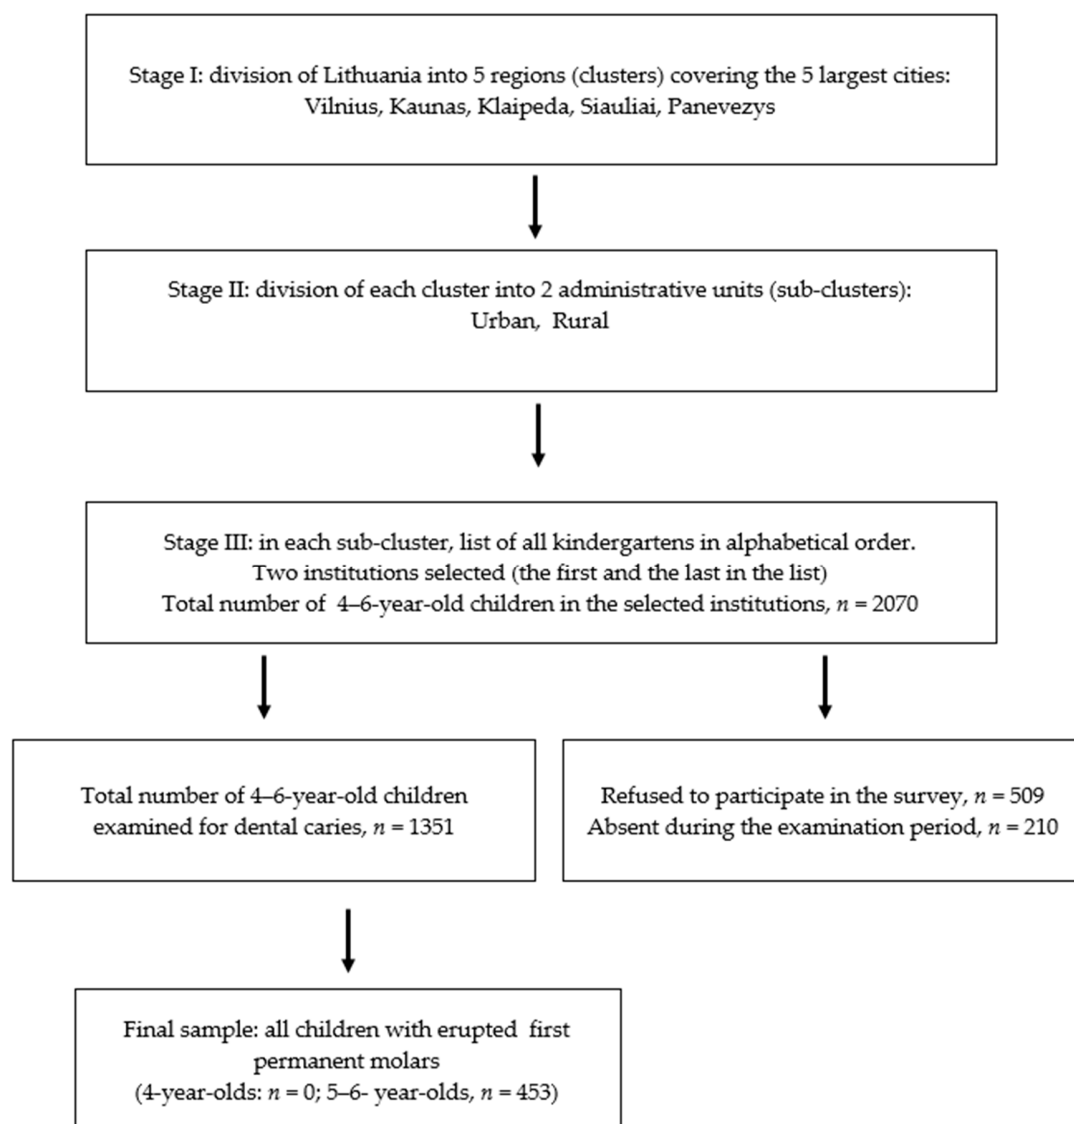 Stage I: division of Lithuania into 5 regions (clusters) covering the 5 largest cities:
Vilnius, Kaunas, Klaipeda, Siauliai, Panevezys
Stage II: division of each cluster into 2 administrative units (sub-clusters):
Urban, Rural
Stage III: in each sub-cluster, list of all kindergartens in alphabetical order.
Two institutions selected (the first and the last in the list)
Total number of 4–6-year-old children in the selected institutions, n = 2070
Total number of 4–6-year-old children
examined for dental caries, n = 1351
Refused to participate in the survey, n = 509
Absent during the examination period, n = 210
Final sample: all children with erupted first
permanent molars
(4-year-olds: n = 0; 5–6- year-olds, n = 453)